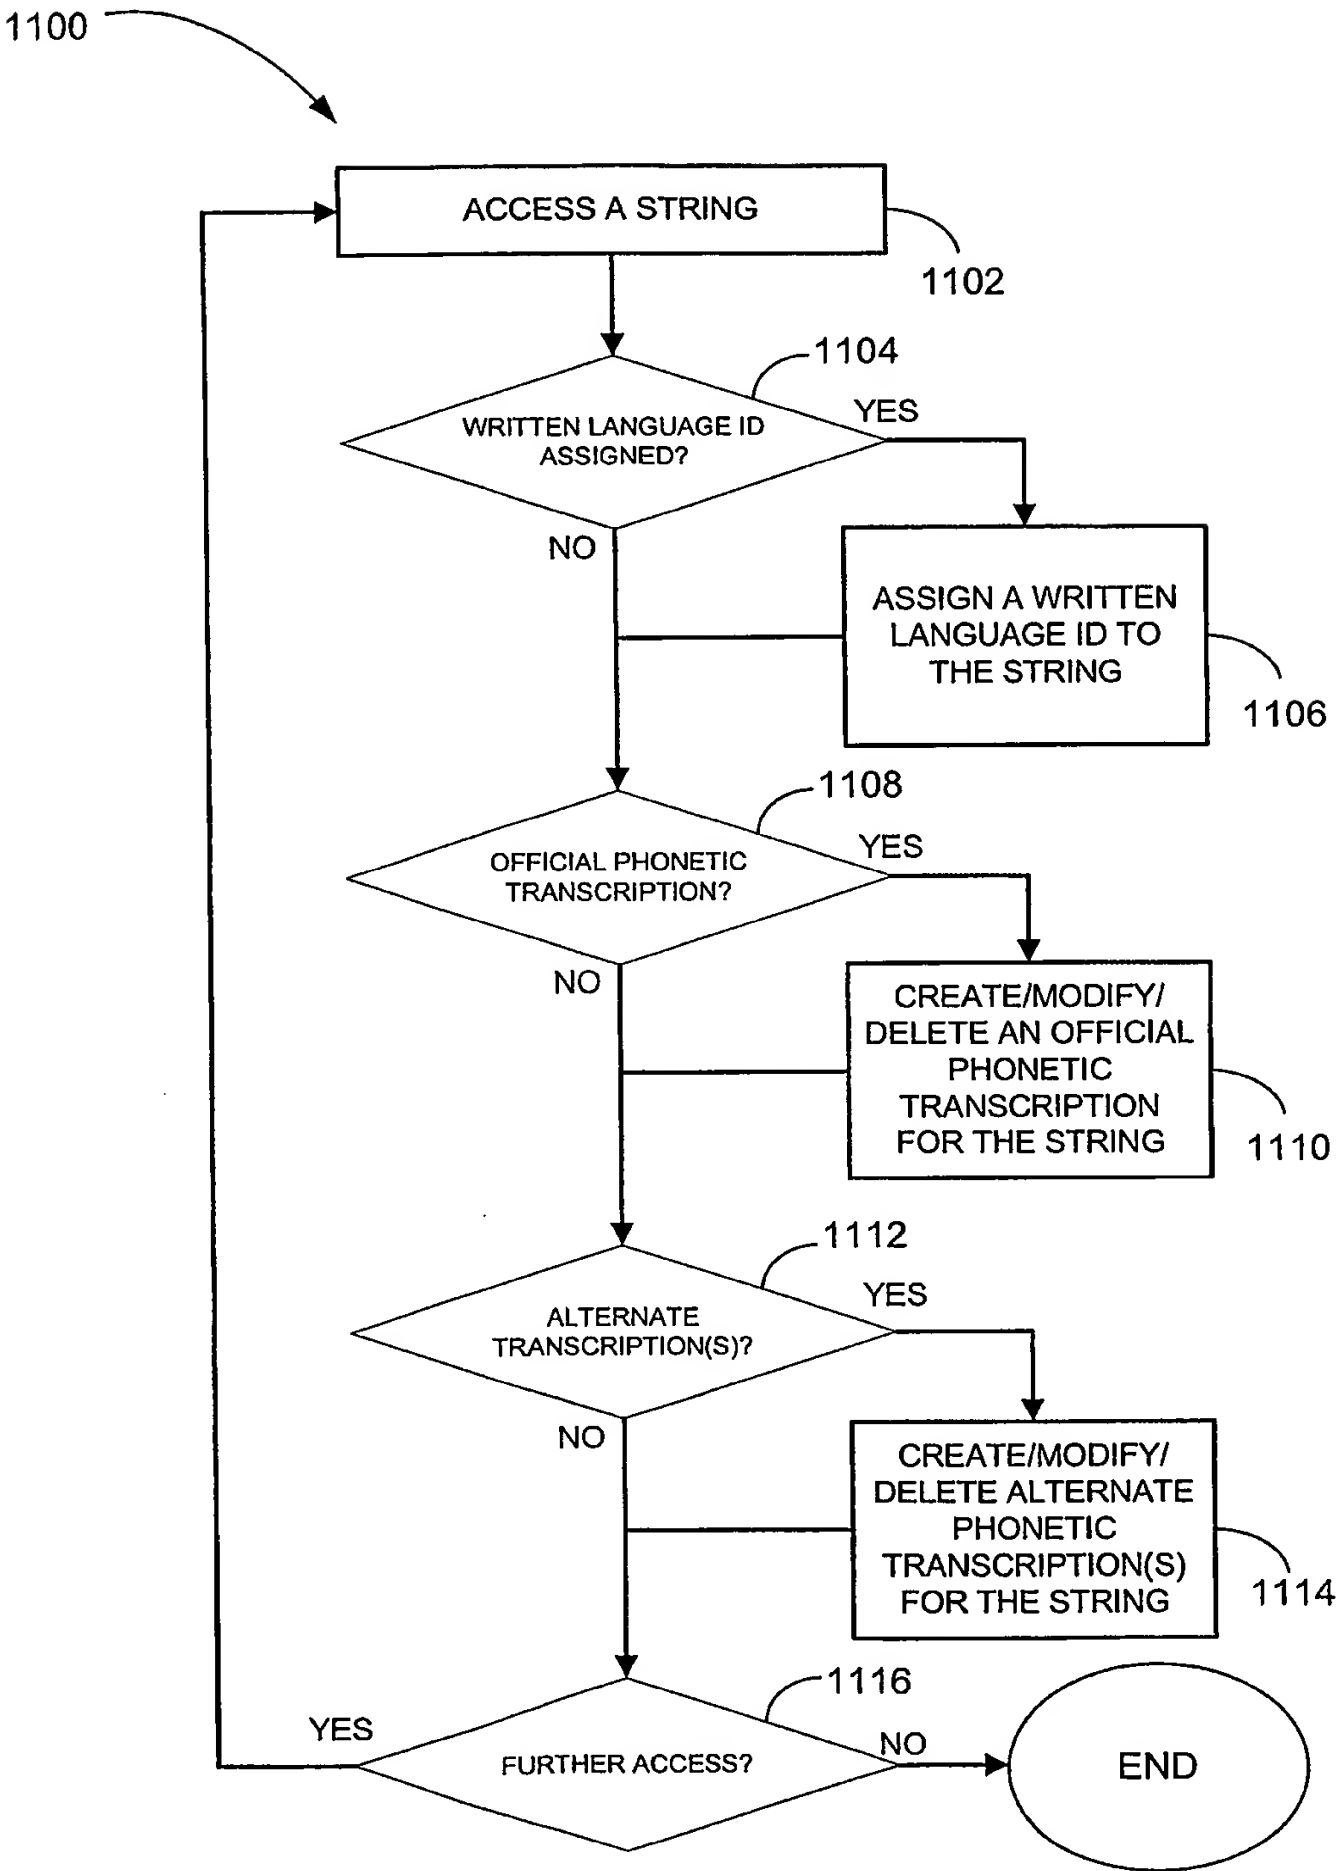 1100
ACCESS A STRING
1102
1104
WRITTEN LANGUAGE ID
ASSIGNED?
YES
NO
ASSIGN A WRITTEN
LANGUAGE ID TO
THE STRING
1106
1108
OFFICIAL PHONETIC
TRANSCRIPTION?
YES
NO
CREATE/MODIFY/
DELETE AN OFFICIAL
PHONETIC
TRANSCRIPTION
FOR THE STRING
1110
1112
ALTERNATE
TRANSCRIPTION(S)?
YES
NO
CREATE/MODIFY/
DELETE ALTERNATE
PHONETIC
TRANSCRIPTION(S)
FOR THE STRING
1114
1116
YES
FURTHER ACCESS?
NO
END